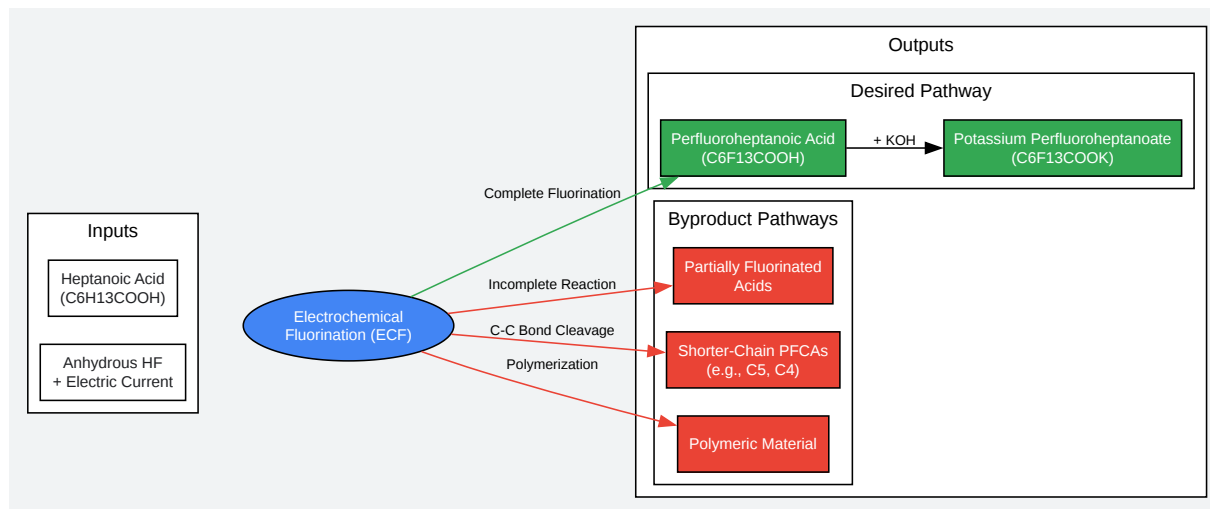 Outputs
Desired Pathway
Perfluoroheptanoic Acid
(C6F13COOH)
+ KOH
Potassium Perfluoroheptanoate
(C6F13COOK)
Complete Fluorination
Inputs
Heptanoic Acid
(C6H13COOH)
Anhydrous HF
+ Electric Current
Electrochemical
Fluorination (ECF)
Incomplete Reaction
C-C Bond Cleavage
Polymerization
Byproduct Pathways
Partially Fluorinated
Acids
Shorter-Chain PFCAs
(e.g., C5, C4)
Polymeric Material